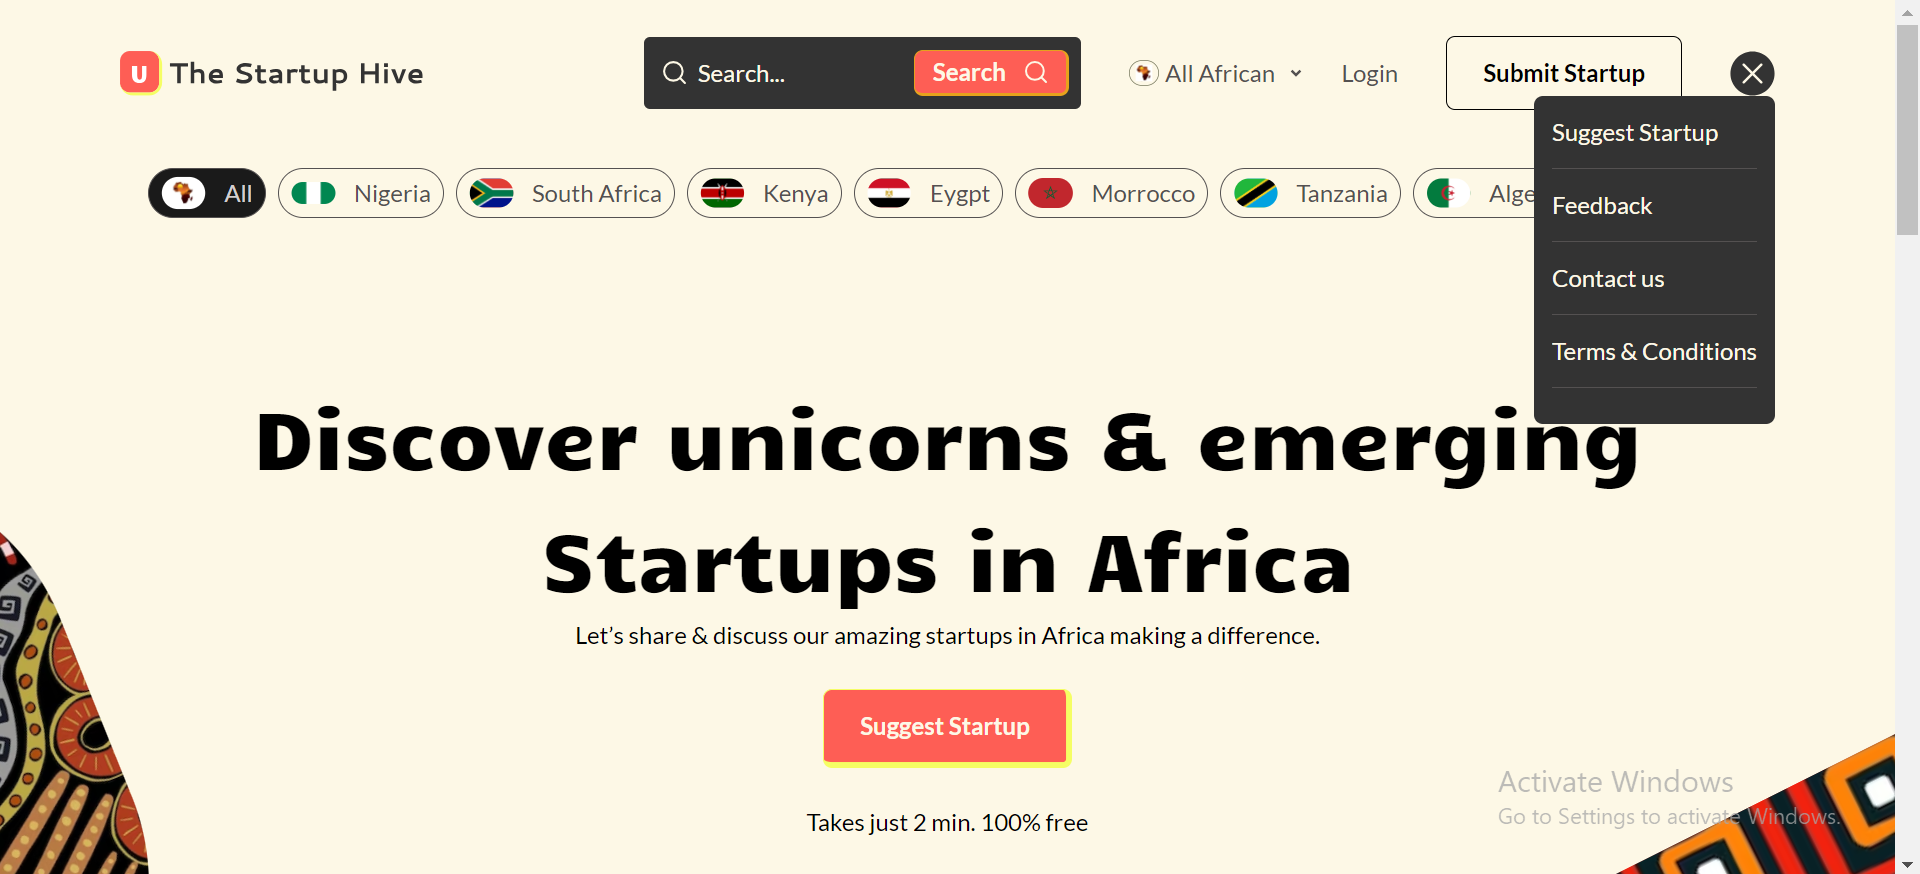 U The Startup Hive
Search...
Search
All African
Login
Submit Startup
Suggest Startup
Feedback
Contact us
Terms & Conditions
All
Nigeria
South Africa
Kenya
Eygpt
Morrocco
Tanzania
Alge
Discover unicorns & emerging
Startups in Africa
Let’s share & discuss our amazing startups in Africa making a difference.
Suggest Startup
Takes just 2 min. 100% free
Activate Windows
Go to Settings to activate Windows.